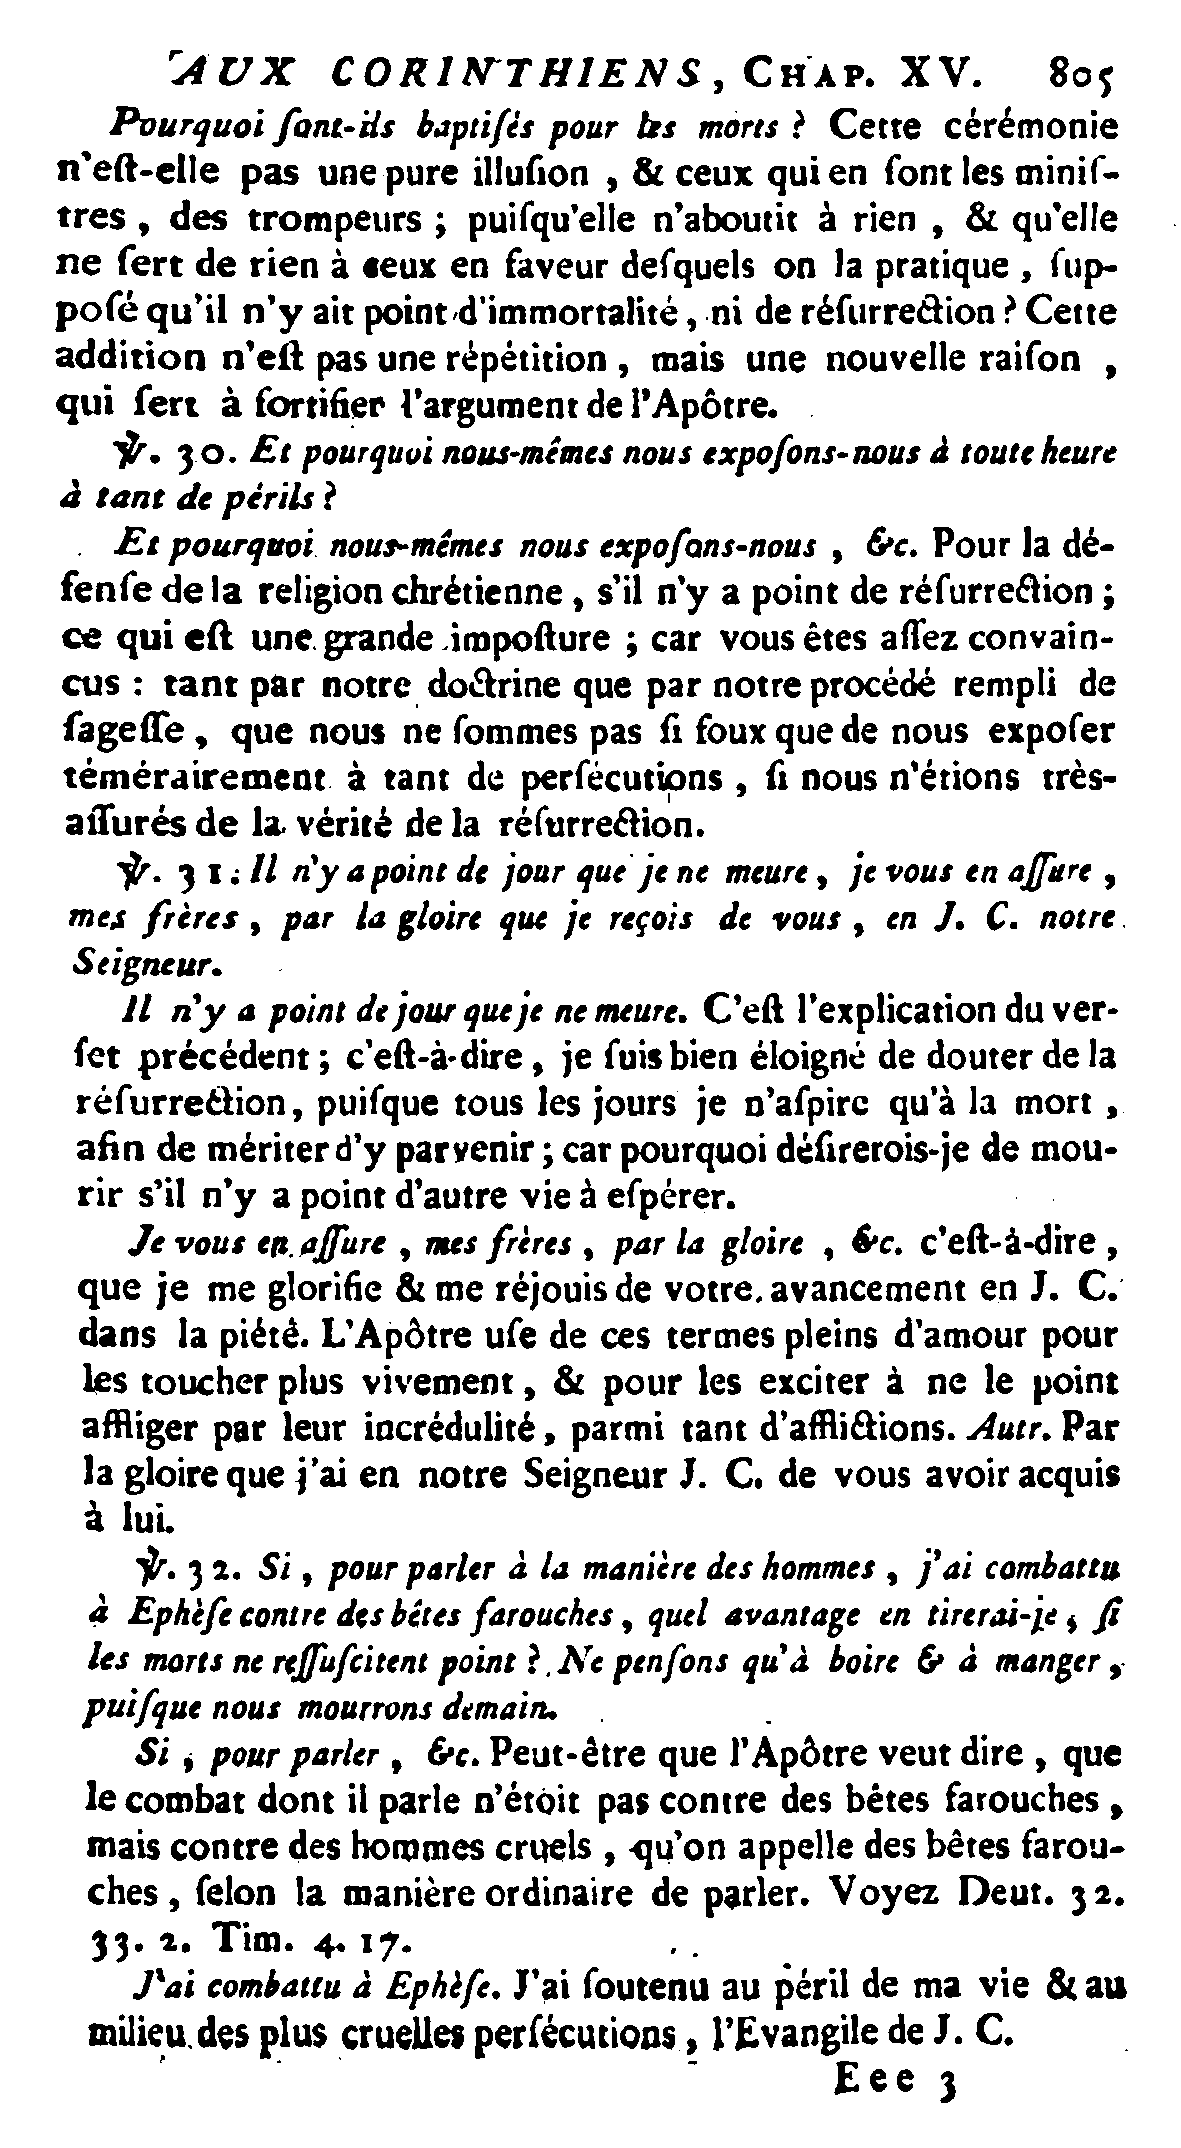 AUX CORINTHIENS, CHAP. XV. 805
Pourquoi ſont-ils baptiſés pour les morts ? Cette cérémonie
n'eſt-elle pas une pure illuſion , & ceux qui en ſont les miniſ-
tres , des trompeurs ; puiſqu'elle n'aboutit à rien , & qu'elle
ne ſert de rien à ceux en faveur deſquels on la pratique , ſup-
poſé qu'il n'y ait point d'immortalité , ni de réſurrection ? Cette
addition n'eſt pas une répétition , mais une nouvelle raiſon ,
qui ſert à fortifier l'argument de l'Apôtre.
℣. 30. Et pourquoi nous-mêmes nous expoſons-nous à toute heure
à tant de périls ?
Et pourquoi nous-mêmes nous expoſons-nous , &c. Pour la dé-
fenſe de la religion chrétienne , s'il n'y a point de réſurrection ;
ce qui eſt une grande impoſture ; car vous êtes aſſez convain-
cus : tant par notre doctrine que par notre procédé rempli de
ſageſſe , que nous ne ſommes pas ſi foux que de nous expoſer
témérairement à tant de perſécutions , ſi nous n'étions très-
aſſurés de la vérité de la réſurrection.
℣. 31. Il n'y a point de jour que je ne meure , je vous en aſſure ,
mes frères , par la gloire que je reçois de vous , en J. C. notre
Seigneur.
Il n'y a point de jour que je ne meure. C'eſt l'explication du ver-
ſet précédent ; c'eſt-à-dire , je ſuis bien éloigné de douter de la
réſurrection, puiſque tous les jours je n'aſpire qu'à la mort ,
afin de mériter d'y parvenir ; car pourquoi déſirerois-je de mou-
rir s'il n'y a point d'autre vie à eſpérer.
Je vous en aſſure , mes frères , par la gloire , &c. c'eſt-à-dire ,
que je me glorifie & me réjouis de votre avancement en J. C.
dans la piété. L'Apôtre uſe de ces termes pleins d'amour pour
les toucher plus vivement , & pour les exciter à ne le point
affliger par leur incrédulité , parmi tant d'afflictions. Autr. Par
la gloire que j'ai en notre Seigneur J. C. de vous avoir acquis
à lui.
℣. 32. Si , pour parler à la manière des hommes , j'ai combattu
à Ephèſe contre des bêtes farouches , quel avantage en tirerai-je , ſi
les morts ne reſſuſcitent point ? Ne penſons qu'à boire & à manger ,
puiſque nous mourrons demain.
Si , pour parler , &c. Peut-être que l'Apôtre veut dire , que
le combat dont il parle n'étoit pas contre des bêtes farouches ,
mais contre des hommes cruels , qu'on appelle des bêtes farou-
ches , ſelon la manière ordinaire de parler. Voyez Deut. 32.
33. 2. Tim. 4. 17.
J'ai combattu à Ephèſe. J'ai ſoutenu au péril de ma vie & au
milieu des plus cruelles perſécutions , l'Evangile de J. C.
Eee 3